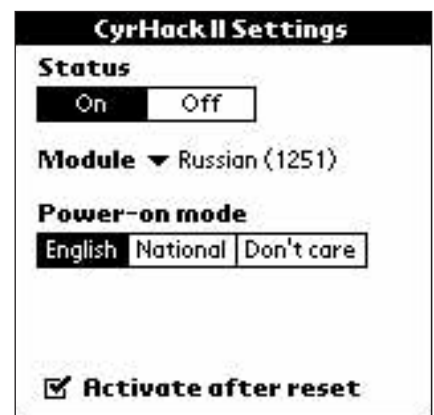 CyrHack II Settings
Status
On Off
Module Russian (1251)
Power-on mode
English National Don't care
Activate after reset